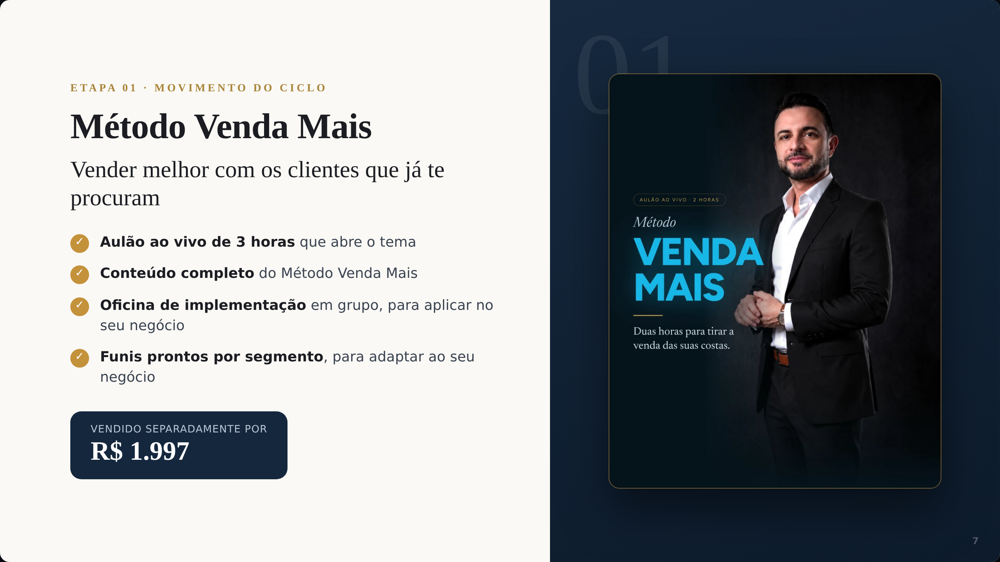 ETAPA 01 · MOVIMENTO DO CICLO
Método Venda Mais
Vender melhor com os clientes que já te
procuram
✓ Aulão ao vivo de 3 horas que abre o tema
✓ Conteúdo completo do Método Venda Mais
✓ Oficina de implementação em grupo, para aplicar no
seu negócio
✓ Funis prontos por segmento, para adaptar ao seu
negócio
VENDIDO SEPARADAMENTE POR
R$ 1.997
01
AULÃO AO VIVO · 2 HORAS
Método
VENDA
MAIS
Duas horas para tirar a
venda das suas costas.
7